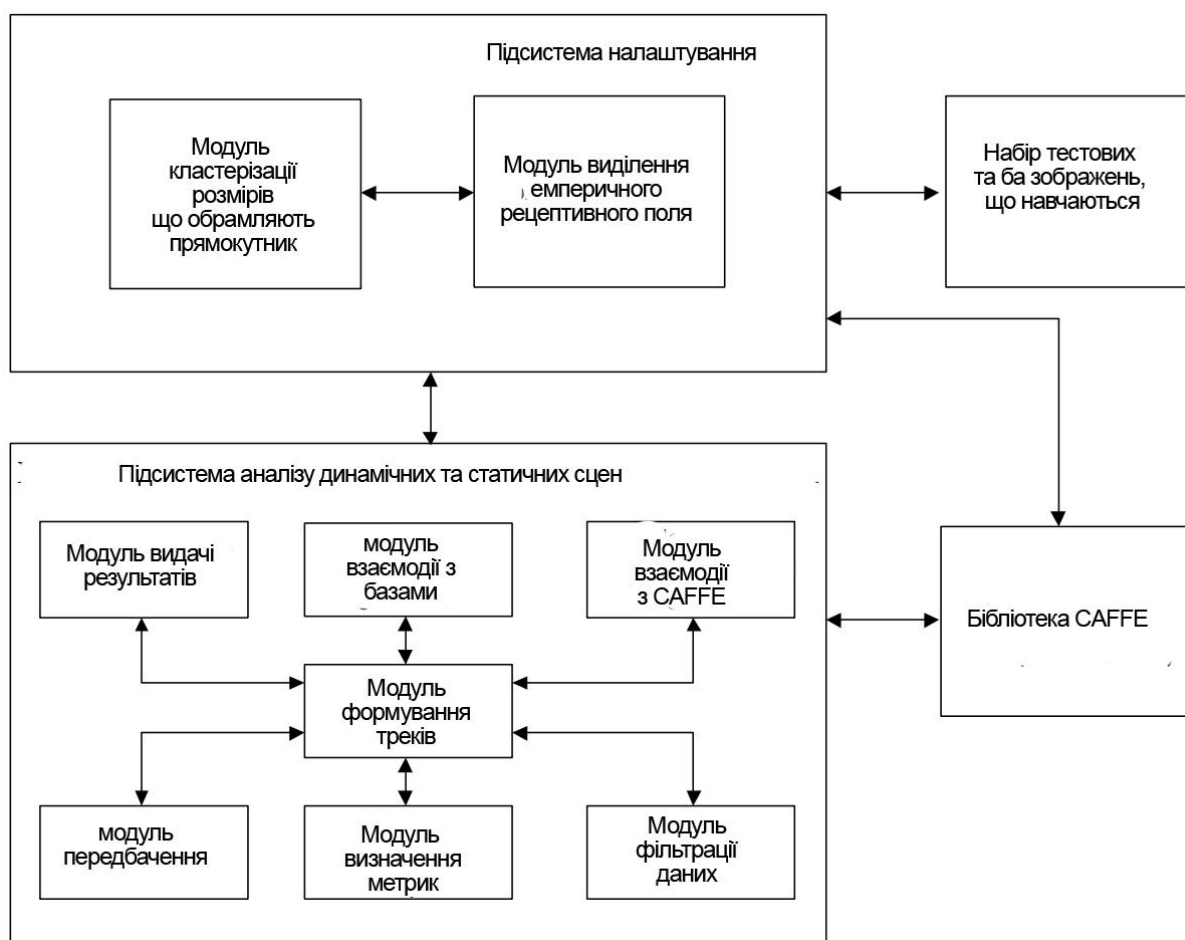 Підсистема налаштування
Модуль
кластерізації
розмірів
що обрамляють
прямокутник
Модуль виділення
емперичного
рецептивного поля
Набір тестових
та ба зображень,
що навчаються
Підсистема аналізу динамічних та статичних сцен
Модуль видачі
результатів
модуль
взаємодії з
базами
Модуль
взаємодії
з CAFFE
Бібліотека CAFFE
Модуль
формування
треків
модуль
передбачення
Модуль
визначення
метрик
Модуль
фільтрації
даних